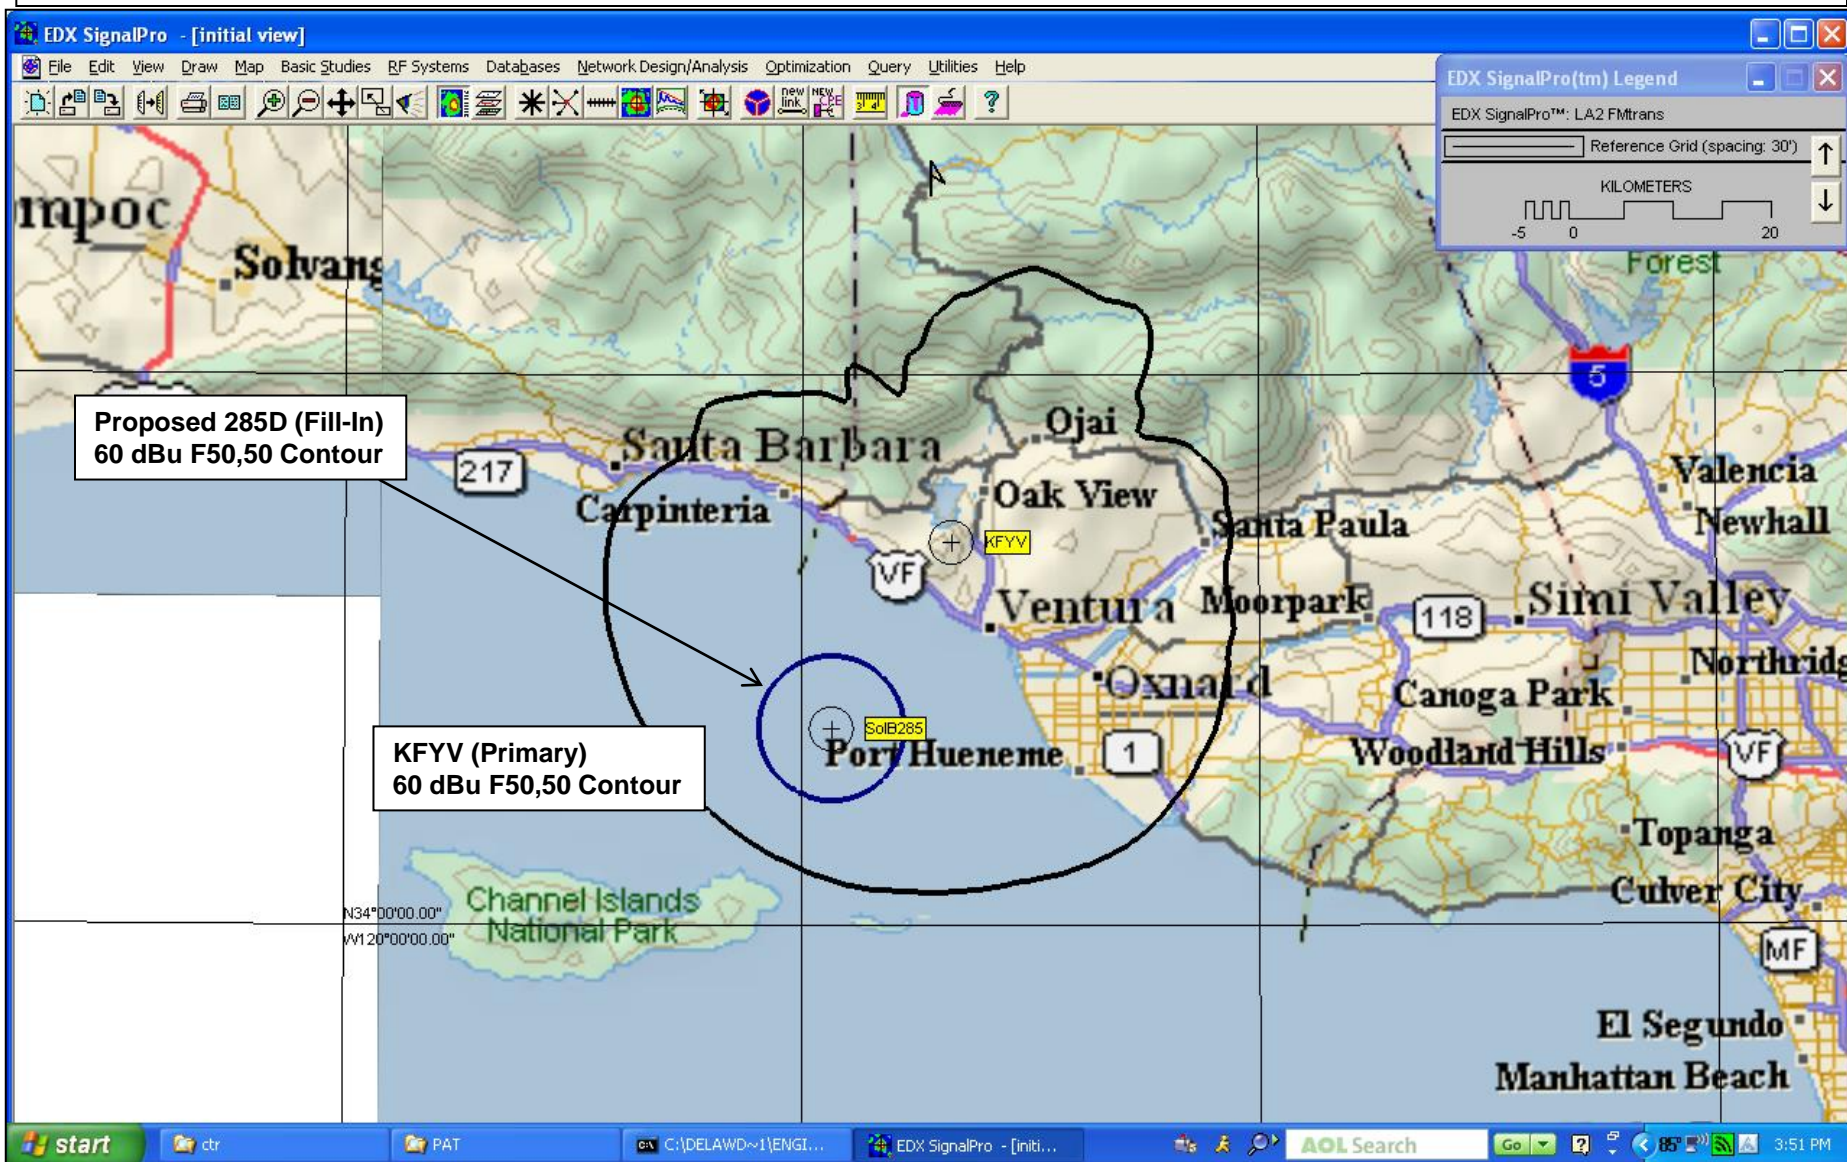 EDX SignalPro - [initial view]
File Edit View Draw Map Basic Studies RF Systems Databases Network Design/Analysis Optimization Query Utilities Help
new link
NEW CPE
EDX SignalPro(tm) Legend
EDX SignalPro™: LA2 FMtrans
Reference Grid (spacing: 30')
KILOMETERS
-5 0 20
mpoc
Solvang
Forest
5
Proposed 285D (Fill-In)
60 dBu F50,50 Contour
217
Santa Barbara
Ojai
Valencia
Carpinteria
Oak View
Newhall
Santa Paula
KFYV
VF
Ventura
Moorpark
118
Simi Valley
Northridg
Oxnard
Canoga Park
SolB285
KFYV (Primary)
60 dBu F50,50 Contour
Port Hueneme
1
Woodland Hills
VF
Topanga
Channel Islands
National Park
Culver City
N34°00'00.00"
W120°00'00.00"
MF
El Segundo
Manhattan Beach
start
ctr
PAT
C:\DELAWD~1\ENGI...
EDX SignalPro - [initi...
AOL Search
Go
85°
3:51 PM